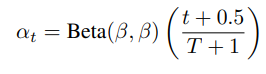 α_t = Beta(β, β) ( (t + 0.5) / (T + 1) )